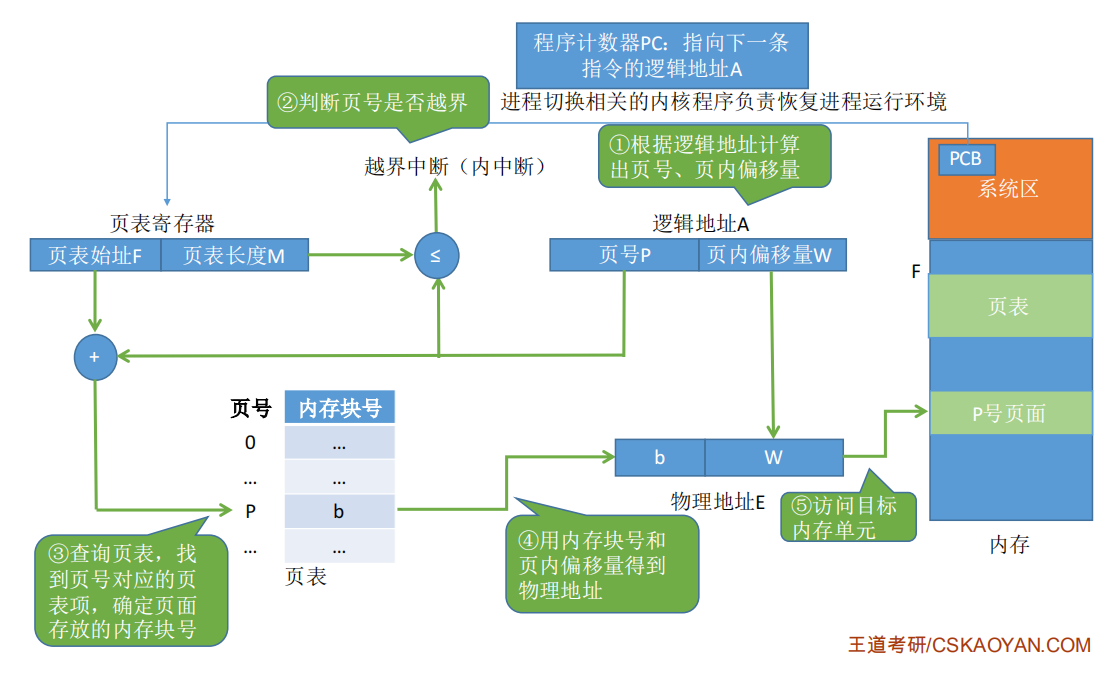 程序计数器PC：指向下一条
指令的逻辑地址A
②判断页号是否越界
进程切换相关的内核程序负责恢复进程运行环境
①根据逻辑地址计算
出页号、页内偏移量
越界中断（内中断）
PCB
系统区
页表寄存器
逻辑地址A
页表始址F
页表长度M
≤
页号P
页内偏移量W
F
页表
+
页号
内存块号
0
...
...
...
P
b
...
...
页表
P号页面
b
W
物理地址E
③查询页表，找
到页号对应的页
表项，确定页面
存放的内存块号
④用内存块号和
页内偏移量得到
物理地址
⑤访问目标
内存单元
内存
王道考研/CSKAOYAN.COM